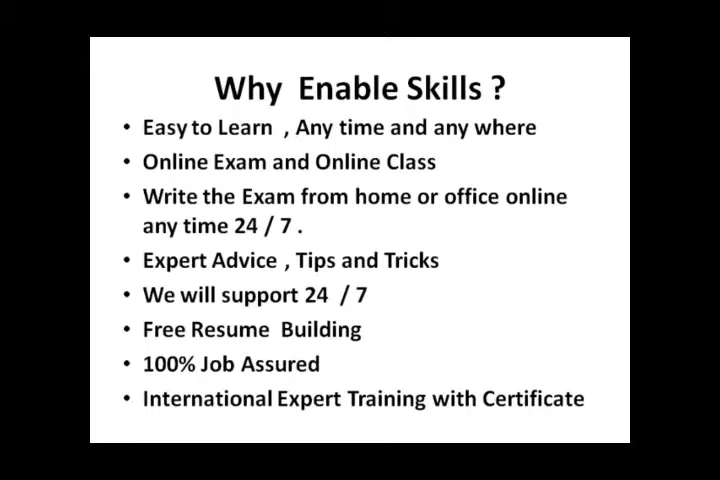 Why Enable Skills ?
• Easy to Learn , Any time and any where
• Online Exam and Online Class
• Write the Exam from home or office online
any time 24 / 7 .
• Expert Advice , Tips and Tricks
• We will support 24 / 7
• Free Resume Building
• 100% Job Assured
• International Expert Training with Certificate